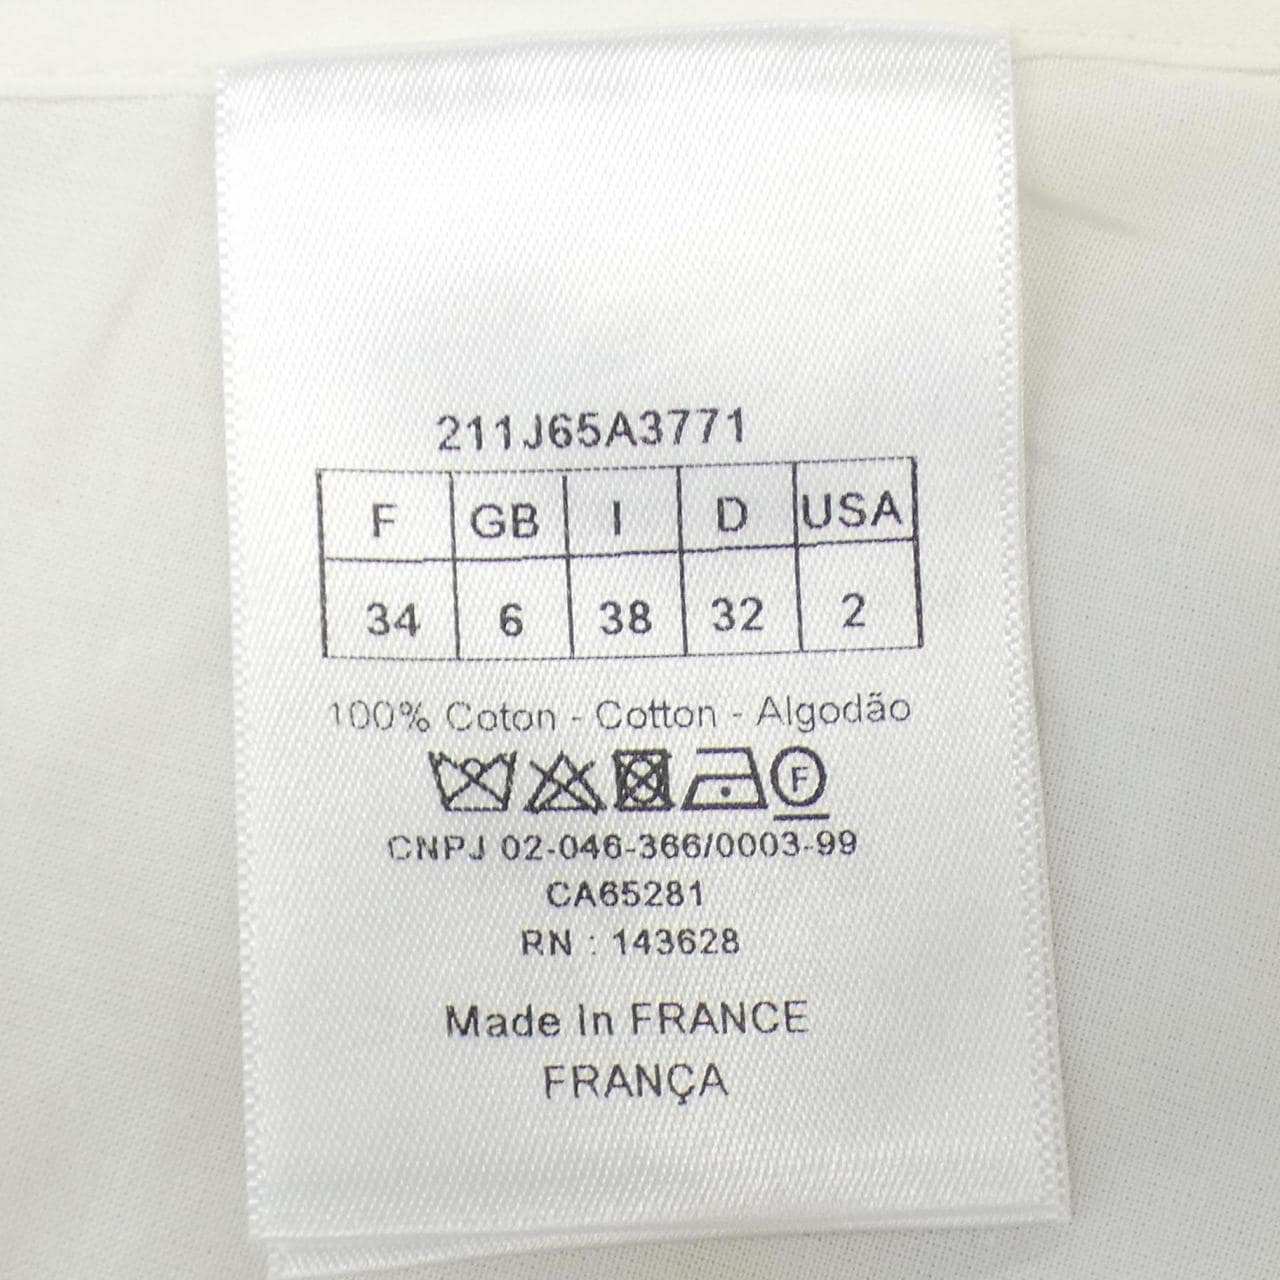 211J65A3771
F GB I D USA
34 6 38 32 2
100% Coton - Cotton - Algodão
F
CNPJ 02-046-366/0003-99
CA65281
RN : 143628
Made In FRANCE
FRANÇA